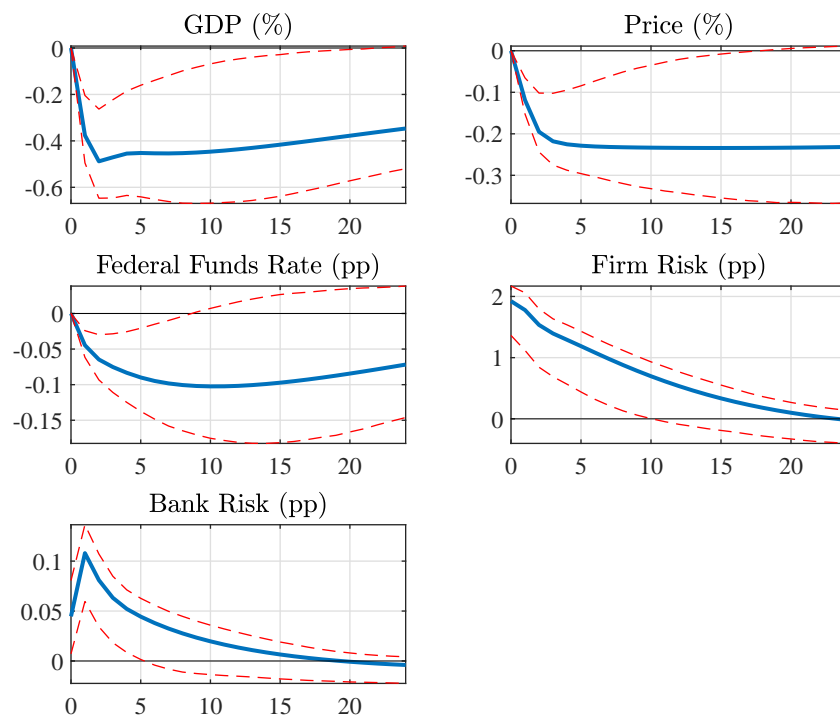 GDP (%)
0
-0.2
-0.4
-0.6
0 5 10 15 20
Price (%)
0
-0.1
-0.2
-0.3
0 5 10 15 20
Federal Funds Rate (pp)
0
-0.05
-0.1
-0.15
0 5 10 15 20
Firm Risk (pp)
2
1
0
0 5 10 15 20
Bank Risk (pp)
0.1
0.05
0
0 5 10 15 20